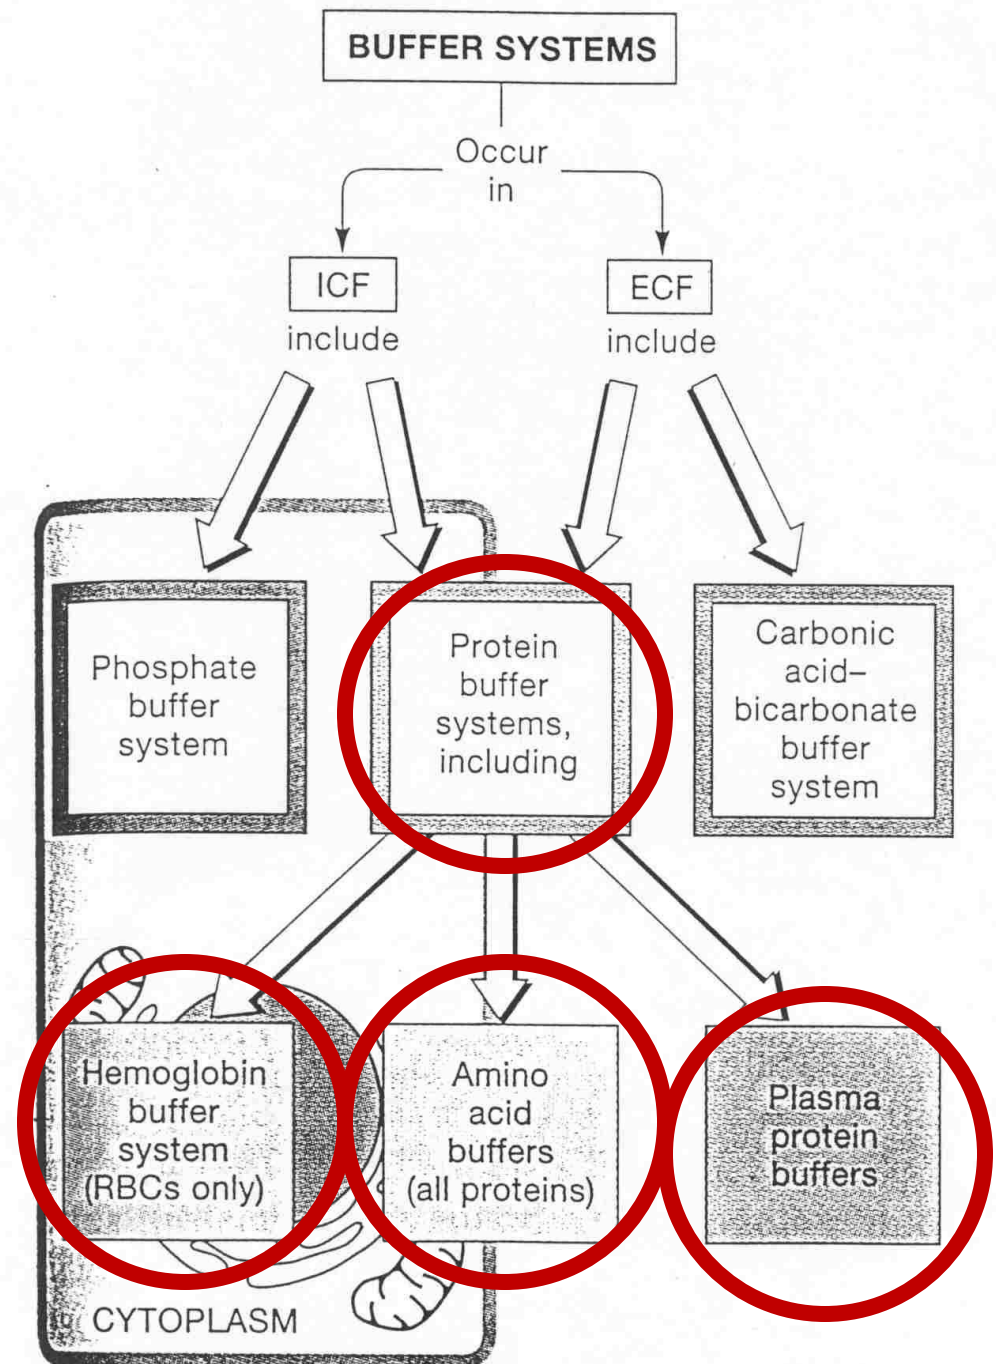 BUFFER SYSTEMS
Occur
in
ICF
ECF
include
include
Phosphate
buffer
system
Protein
buffer
systems,
including
Carbonic
acid–
bicarbonate
buffer
system
Hemoglobin
buffer
system
(RBCs only)
Amino
acid
buffers
(all proteins)
Plasma
protein
buffers
CYTOPLASM